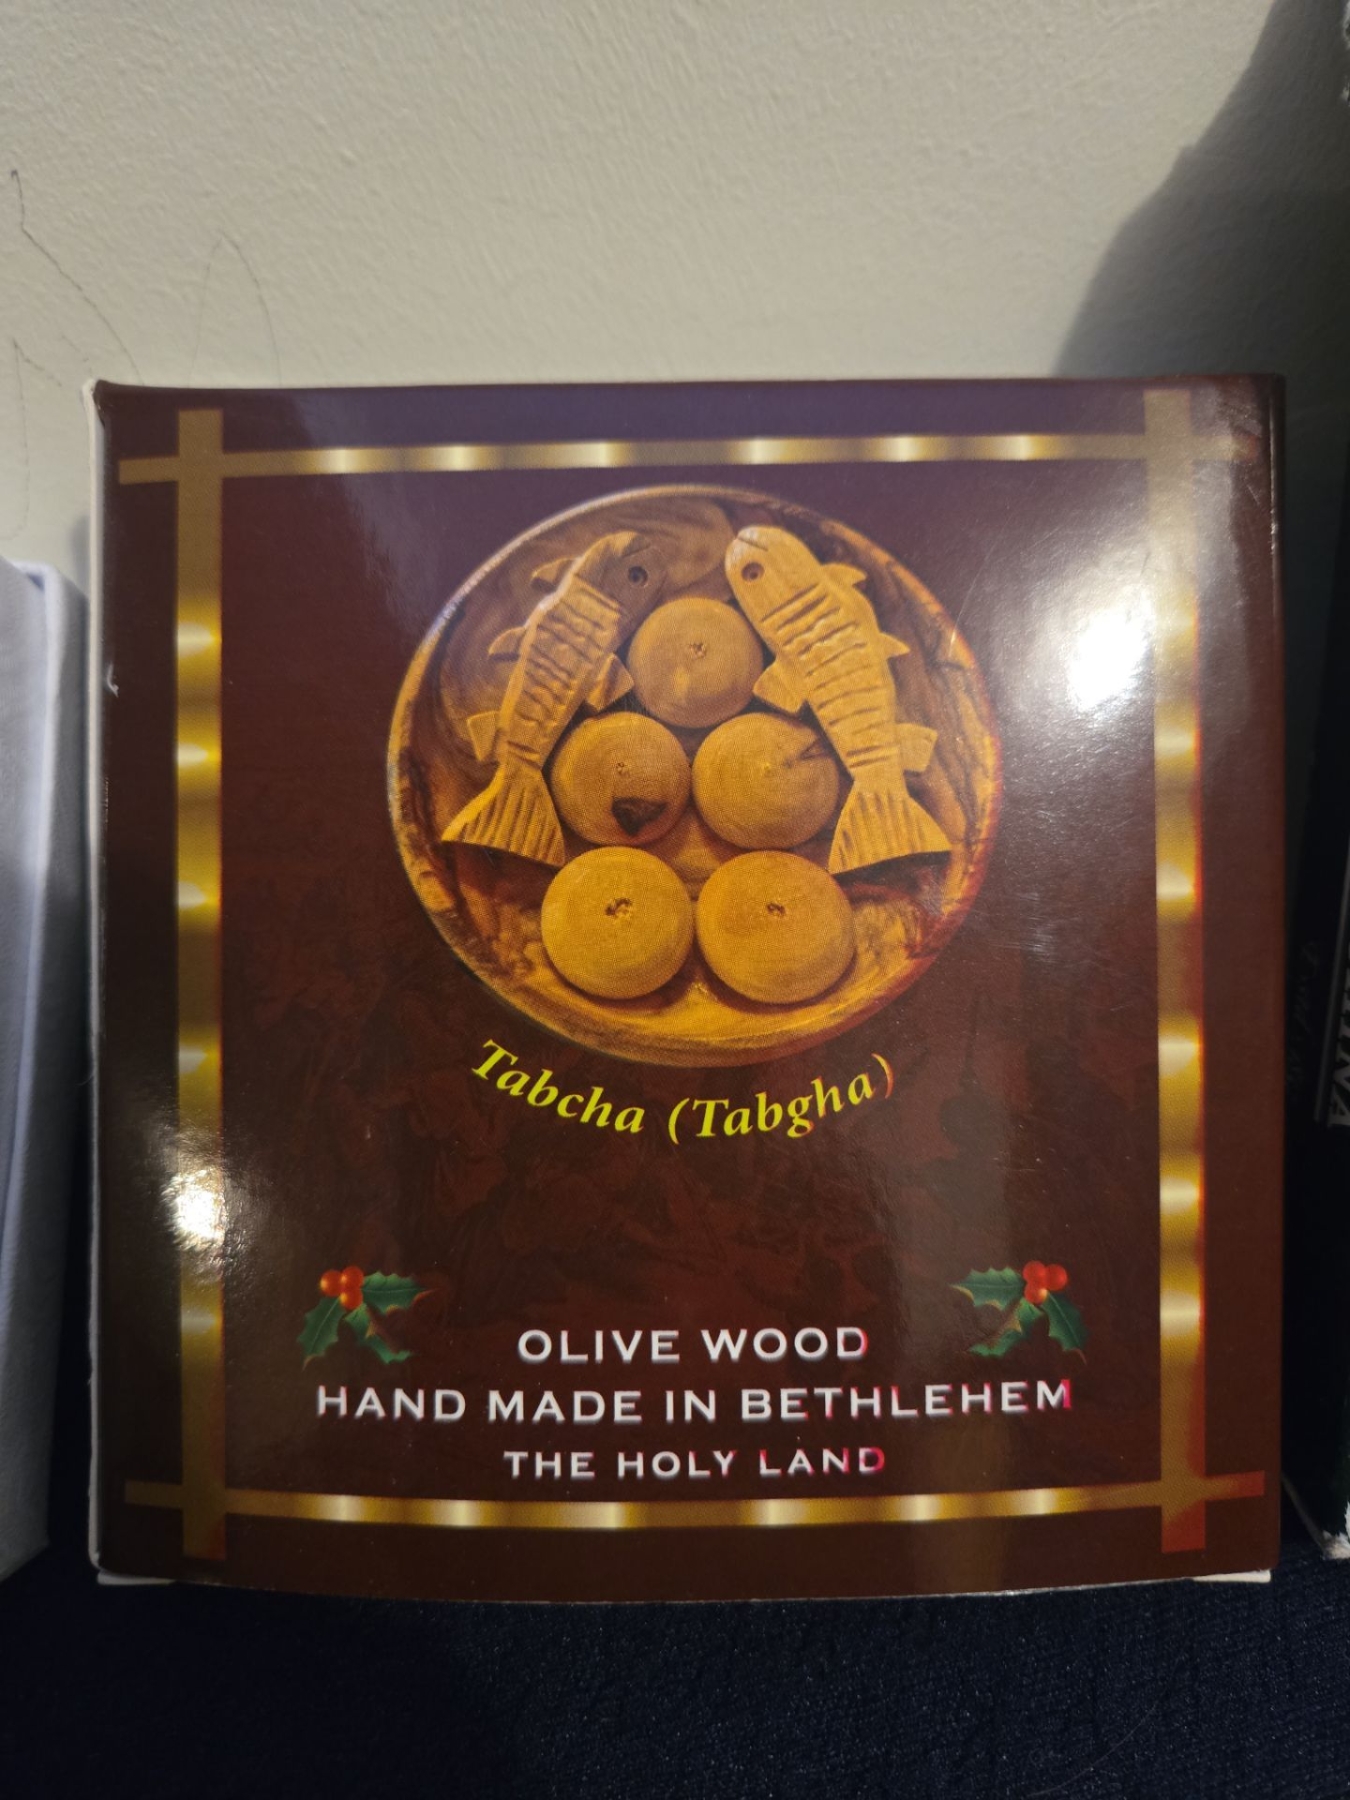 Tabcha (Tabgha)
OLIVE WOOD
HAND MADE IN BETHLEHEM
THE HOLY LAND